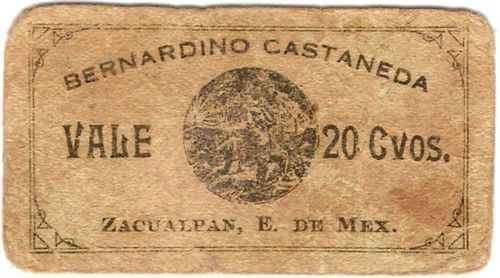 BERNARDINO CASTANEDA
VALE 20 Cvos.
ZACUALPAN, E. DE MEX.